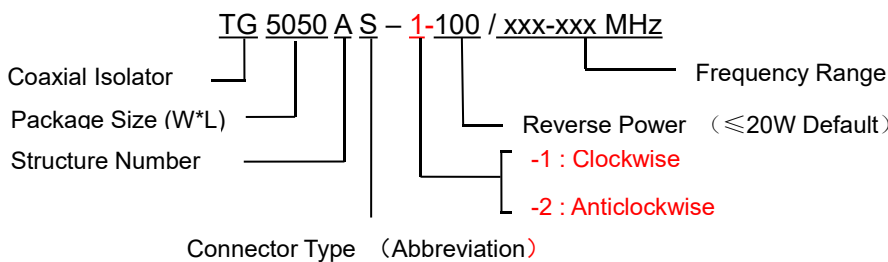 TG 5050 A S – 1-100 / xxx-xxx MHz
Coaxial Isolator
Frequency Range
Package Size (W*L)
Reverse Power （≤20W Default）
Structure Number
-1 : Clockwise
-2 : Anticlockwise
Connector Type （Abbreviation）